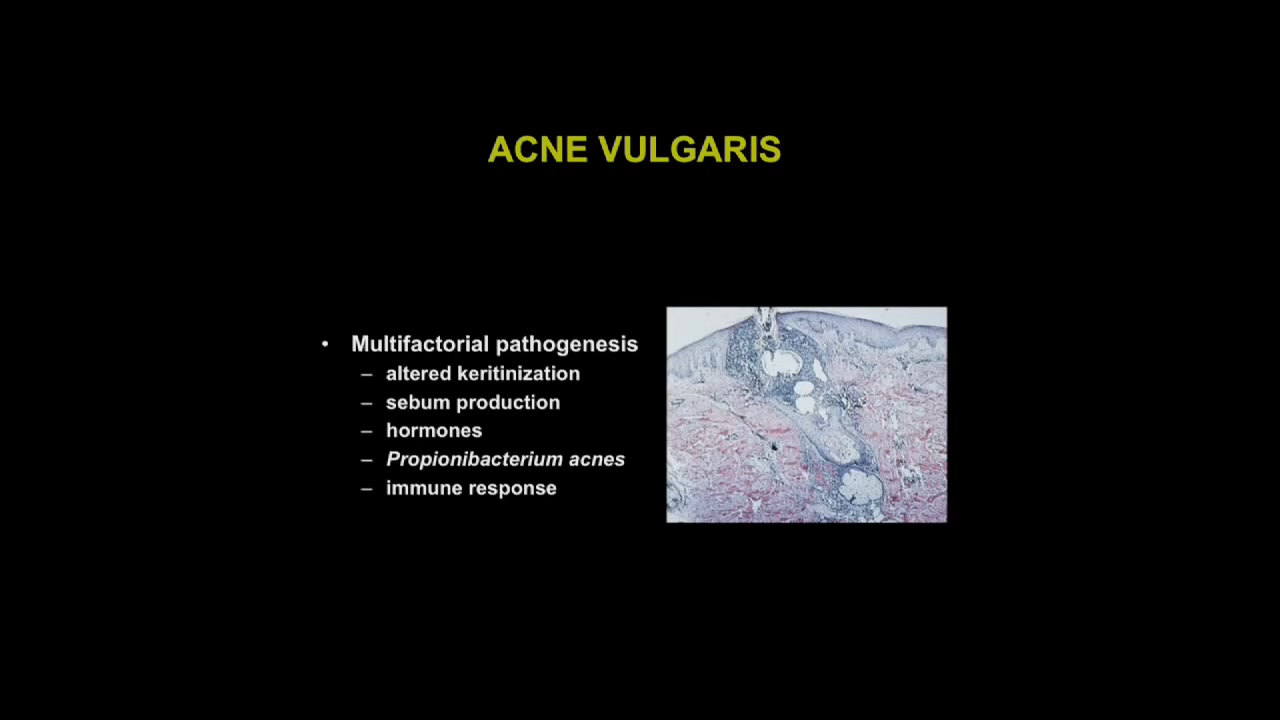 ACNE VULGARIS
• Multifactorial pathogenesis
– altered keritinization
– sebum production
– hormones
– Propionibacterium acnes
– immune response